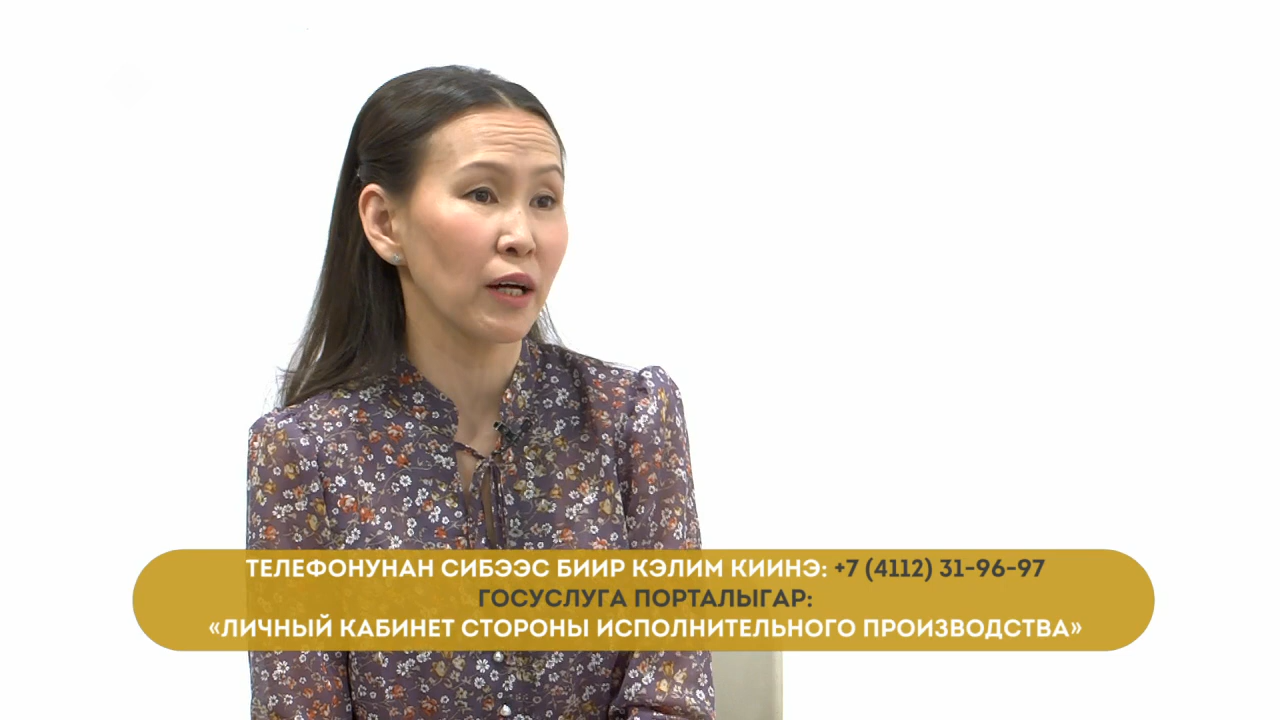 ТЕЛЕФОНУНАН СИБЭЭС БИИР КЭЛИМ КИИНЭ: +7 (4112) 31-96-97
ГОСУСЛУГА ПОРТАЛЫГАР:
«ЛИЧНЫЙ КАБИНЕТ СТОРОНЫ ИСПОЛНИТЕЛЬНОГО ПРОИЗВОДСТВА»